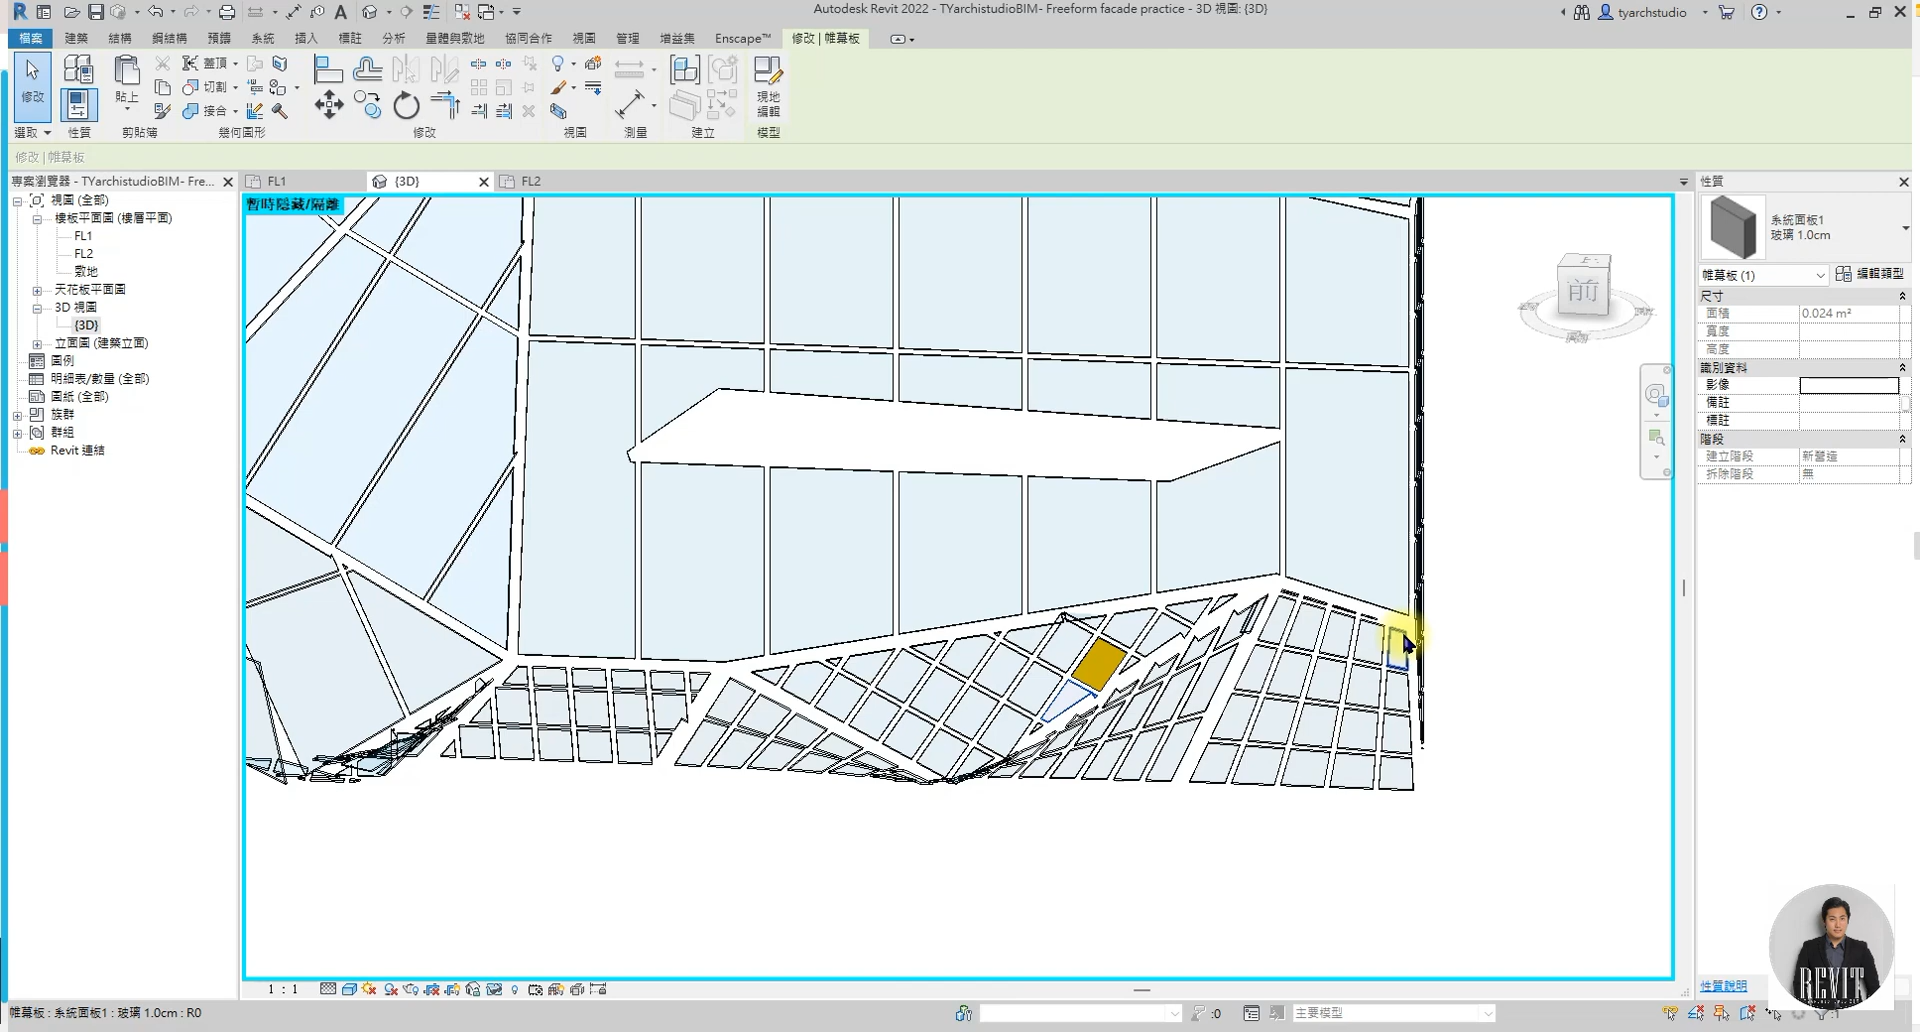 Autodesk Revit 2022 - TYarchistudioBIM- Freeform facade practice - 3D 視圖: {3D}
tyarchstudio
檔案 建築 結構 鋼結構 預鑄 系統 插入 標註 分析 量體與敷地 協同合作 視圖 管理 增益集 Enscape™ 修改 | 帷幕板
修改
貼上
蓋頂
切割
接合
現地
編輯
選取 性質 剪貼簿 幾何圖形 修改 視圖 測量 建立 模型
修改 | 帷幕板
專案瀏覽器 - TYarchistudioBIM- Fre...
FL1
{3D}
FL2
性質
視圖 (全部)
樓板平面圖 (樓層平面)
FL1
FL2
敷地
天花板平面圖
3D 視圖
{3D}
立面圖 (建築立面)
圖例
明細表/數量 (全部)
圖紙 (全部)
族群
群組
Revit 連結
暫時隱藏/隔離
前
系統面板1
玻璃 1.0cm
帷幕板 (1)
編輯類型
尺寸
面積 0.024 m²
寬度
高度
識別資料
影像
備註
標註
階段
建立階段 新營造
拆除階段 無
性質說明
REVIT
1 : 1
帷幕板 : 系統面板1 : 玻璃 1.0cm : R0
:0
主要模型
:1